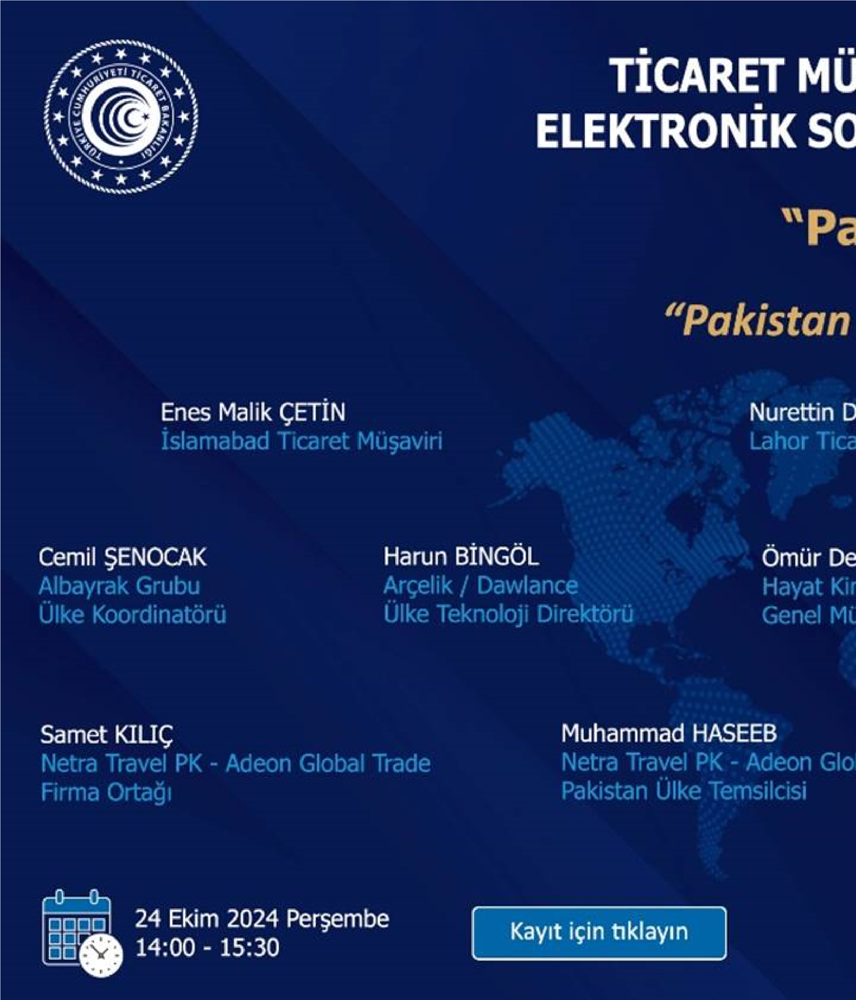 TÜRKİYE CUMHURİYETİ TİCARET BAKANLIĞI
TİCARET MÜ
ELEKTRONİK SO
“Pa
“Pakistan
Enes Malik ÇETİN
İslamabad Ticaret Müşaviri
Nurettin D
Lahor Tica
Cemil ŞENOCAK
Albayrak Grubu
Ülke Koordinatörü
Harun BİNGÖL
Arçelik / Dawlance
Ülke Teknoloji Direktörü
Ömür De
Hayat Kim
Genel Mü
Samet KILIÇ
Netra Travel PK - Adeon Global Trade
Firma Ortağı
Muhammad HASEEB
Netra Travel PK - Adeon Glo
Pakistan Ülke Temsilcisi
24 Ekim 2024 Perşembe
14:00 - 15:30
Kayıt için tıklayın